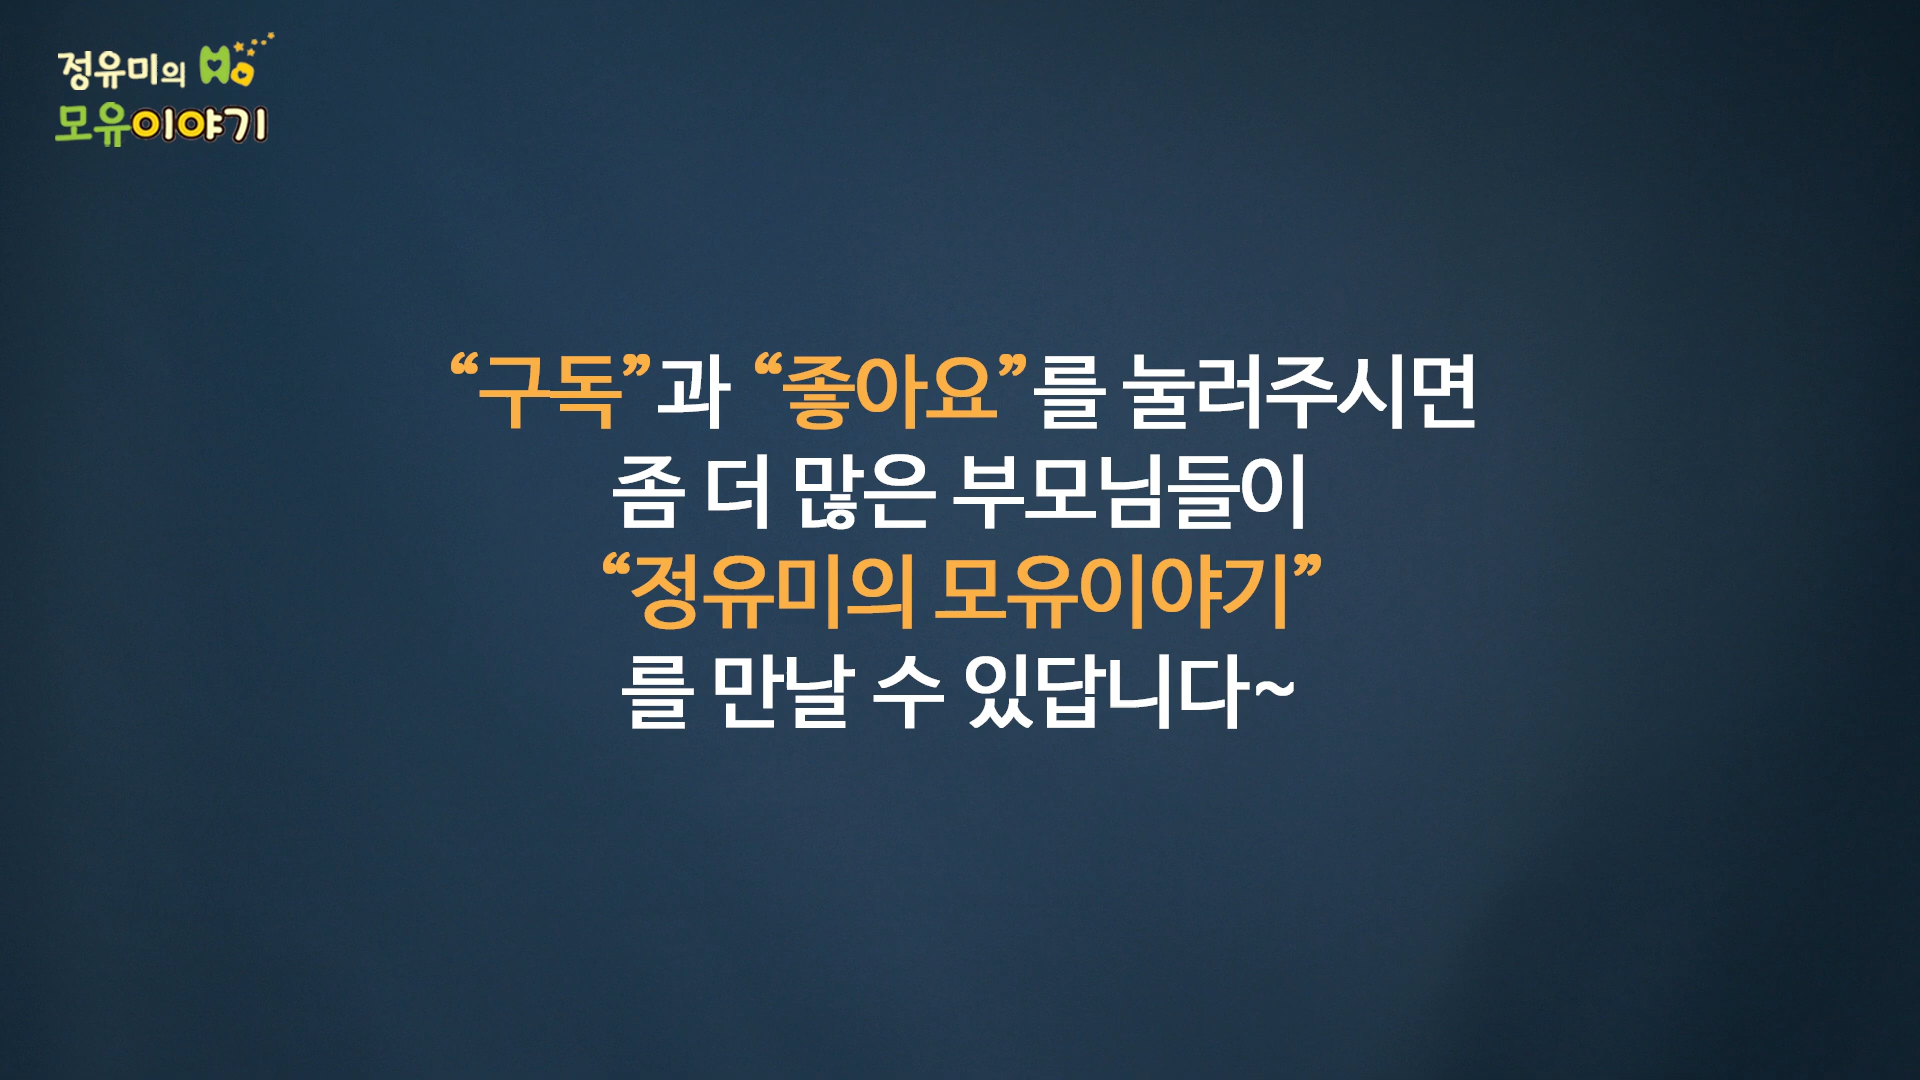 정유미의 Mo
모유이야기
“구독”과 “좋아요”를 눌러주시면
좀 더 많은 부모님들이
“정유미의 모유이야기”
를 만날 수 있답니다~